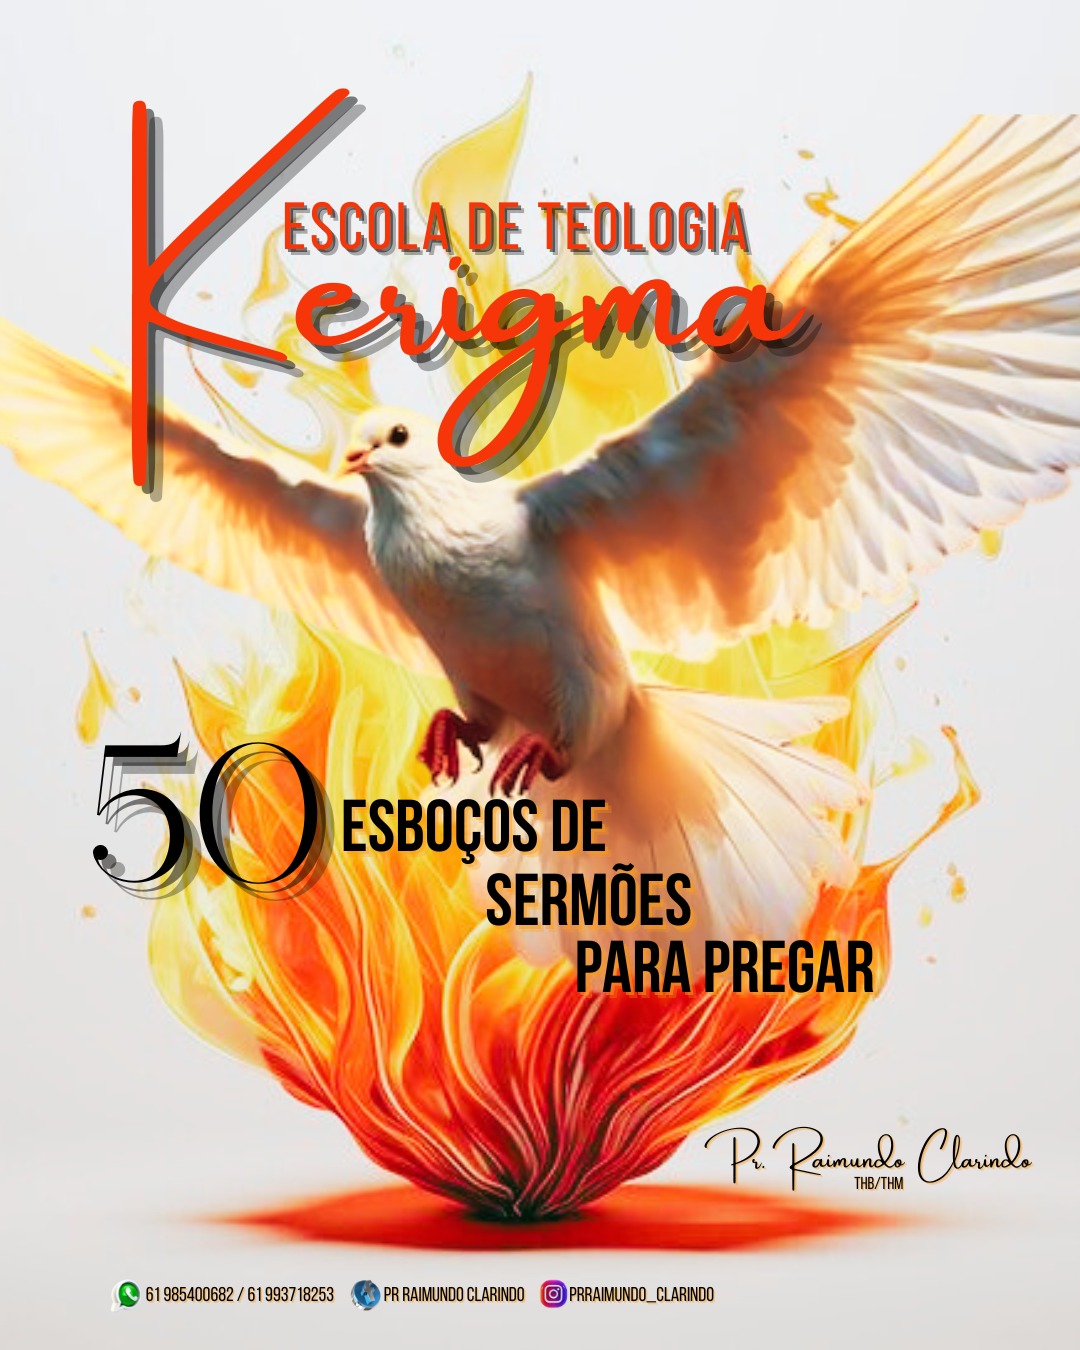 ESCOLA DE TEOLOGIA
Kerigma
50 ESBOÇOS DE
SERMÕES
PARA PREGAR
Pr. Raimundo Clarindo
THB/THM
61 985400682 / 61 993718253 PR RAIMUNDO CLARINDO PRRAIMUNDO_CLARINDO